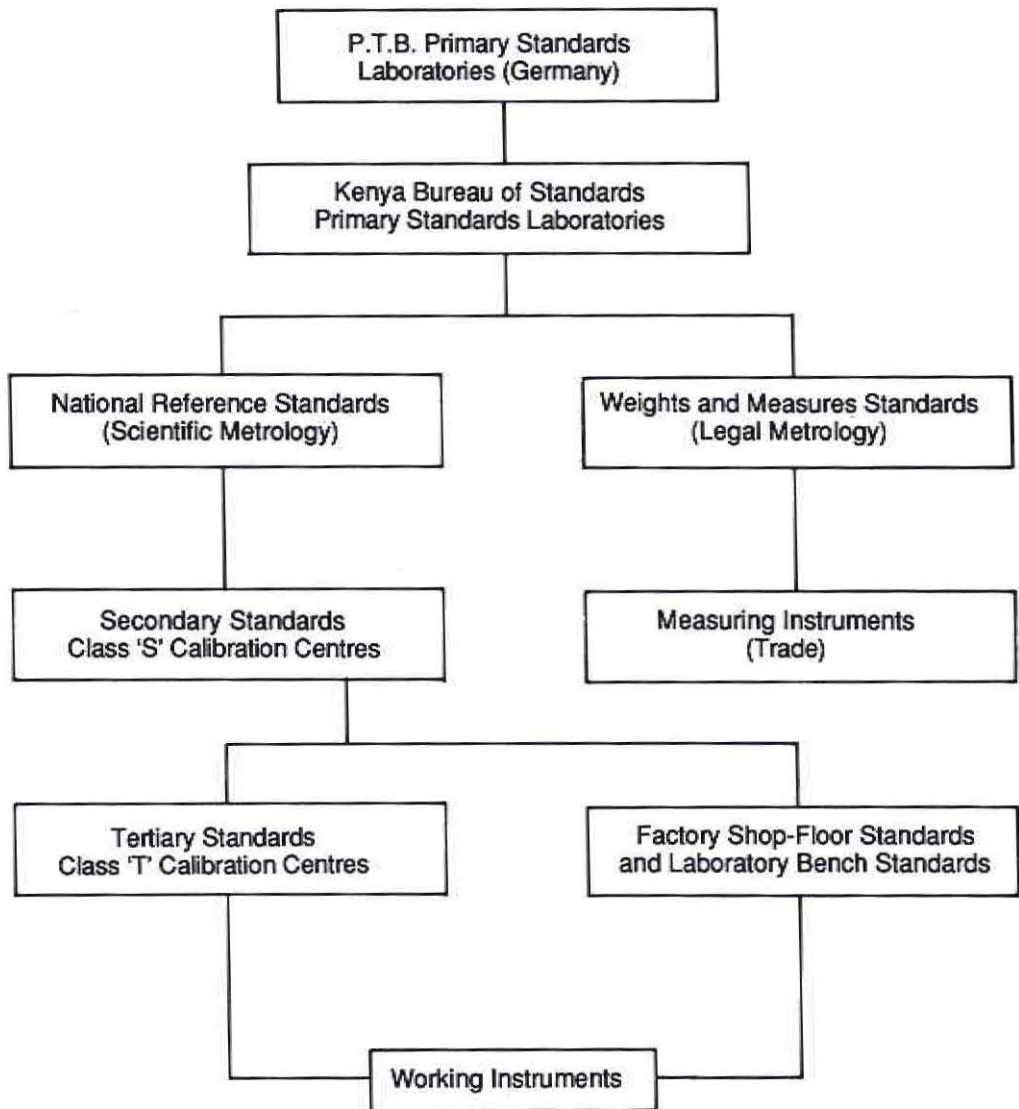 P.T.B. Primary Standards
Laboratories (Germany)
Kenya Bureau of Standards
Primary Standards Laboratories
National Reference Standards
(Scientific Metrology)
Weights and Measures Standards
(Legal Metrology)
Secondary Standards
Class 'S' Calibration Centres
Measuring Instruments
(Trade)
Tertiary Standards
Class 'T' Calibration Centres
Factory Shop-Floor Standards
and Laboratory Bench Standards
Working Instruments